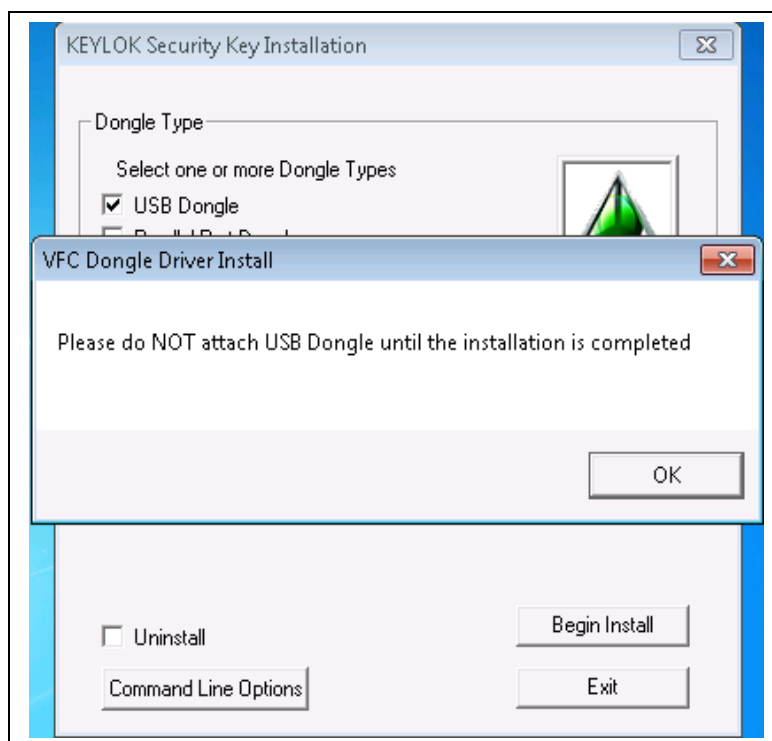 KEYLOK Security Key Installation
Dongle Type
Select one or more Dongle Types
USB Dongle
VFC Dongle Driver Install
Please do NOT attach USB Dongle until the installation is completed
OK
Uninstall
Begin Install
Command Line Options
Exit